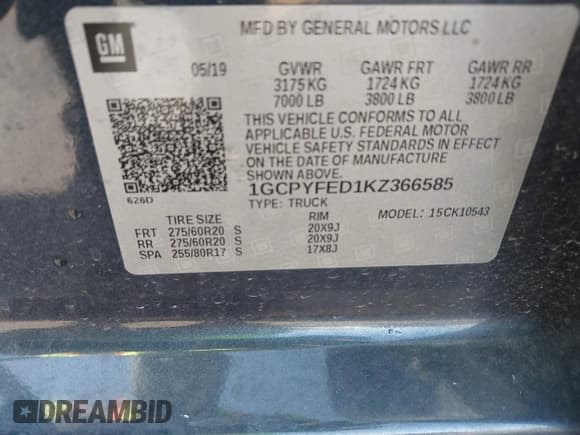 MFD BY GENERAL MOTORS LLC
GM
05/19 GVWR GAWR FRT GAWR RR
3175 KG 1724 KG 1724 KG
7000 LB 3800 LB 3800 LB
THIS VEHICLE CONFORMS TO ALL
APPLICABLE U.S. FEDERAL MOTOR
VEHICLE SAFETY STANDARDS IN EFFECT
ON THE DATE OF MANUFACTURE
SHOWN ABOVE.
1GCPYFED1KZ366585
626D
TYPE: TRUCK MODEL: 15CK10543
TIRE SIZE RIM
FRT 275/60R20 S 20X9J
RR 275/60R20 S 20X9J
SPA 255/80R17 S 17X8J
DREAMBID